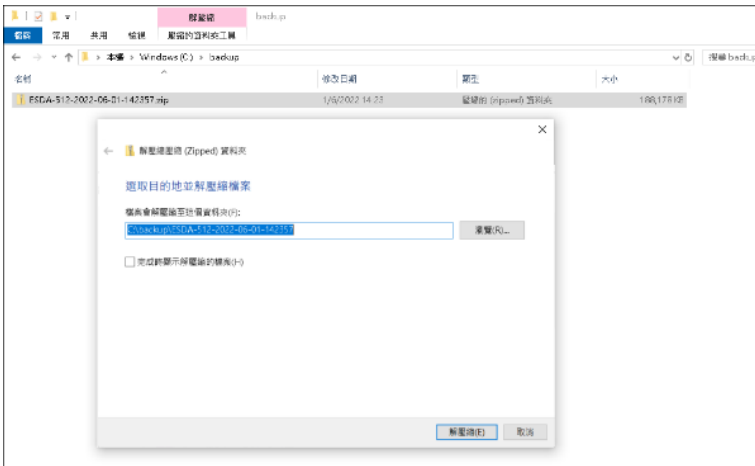 解壓縮 backup
檔案 常用 共用 檢視 壓縮的資料夾工具
本機 › Windows (C:) › backup 搜尋 backup
名稱 修改日期 類型 大小
ESDA-512-2022-06-01-142357.zip 1/6/2022 14:23 壓縮的 (zipped) 資料夾 188,178 KB
解壓縮壓縮 (Zipped) 資料夾
選取目的地並解壓縮檔案
檔案會解壓縮至這個資料夾(F):
C:\backup\ESDA-512-2022-06-01-142357
瀏覽(R)...
完成時顯示解壓縮的檔案(H)
解壓縮(E) 取消